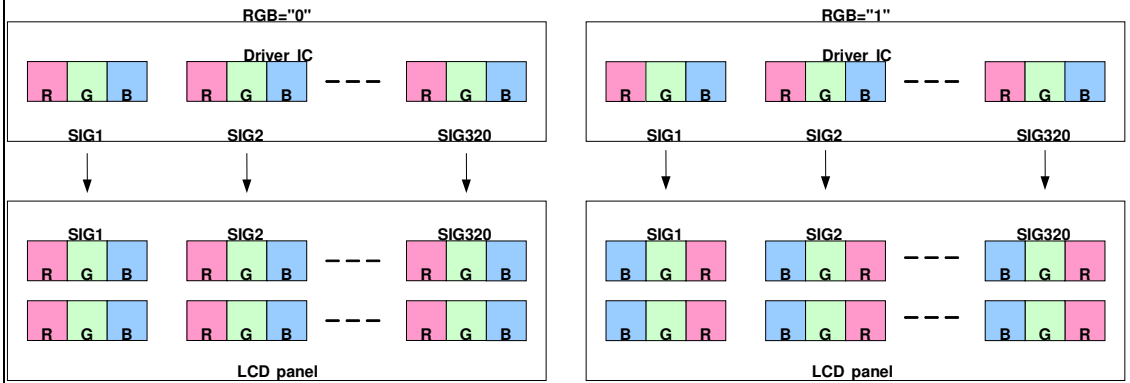 RGB="0" RGB="1"
Driver IC Driver IC
R G B R G B R G B R G B R G B R G B
SIG1 SIG2 SIG320 SIG1 SIG2 SIG320
SIG1 SIG2 SIG320 SIG1 SIG2 SIG320
R G B R G B R G B B G R B G R B G R
R G B R G B R G B B G R B G R B G R
LCD panel LCD panel